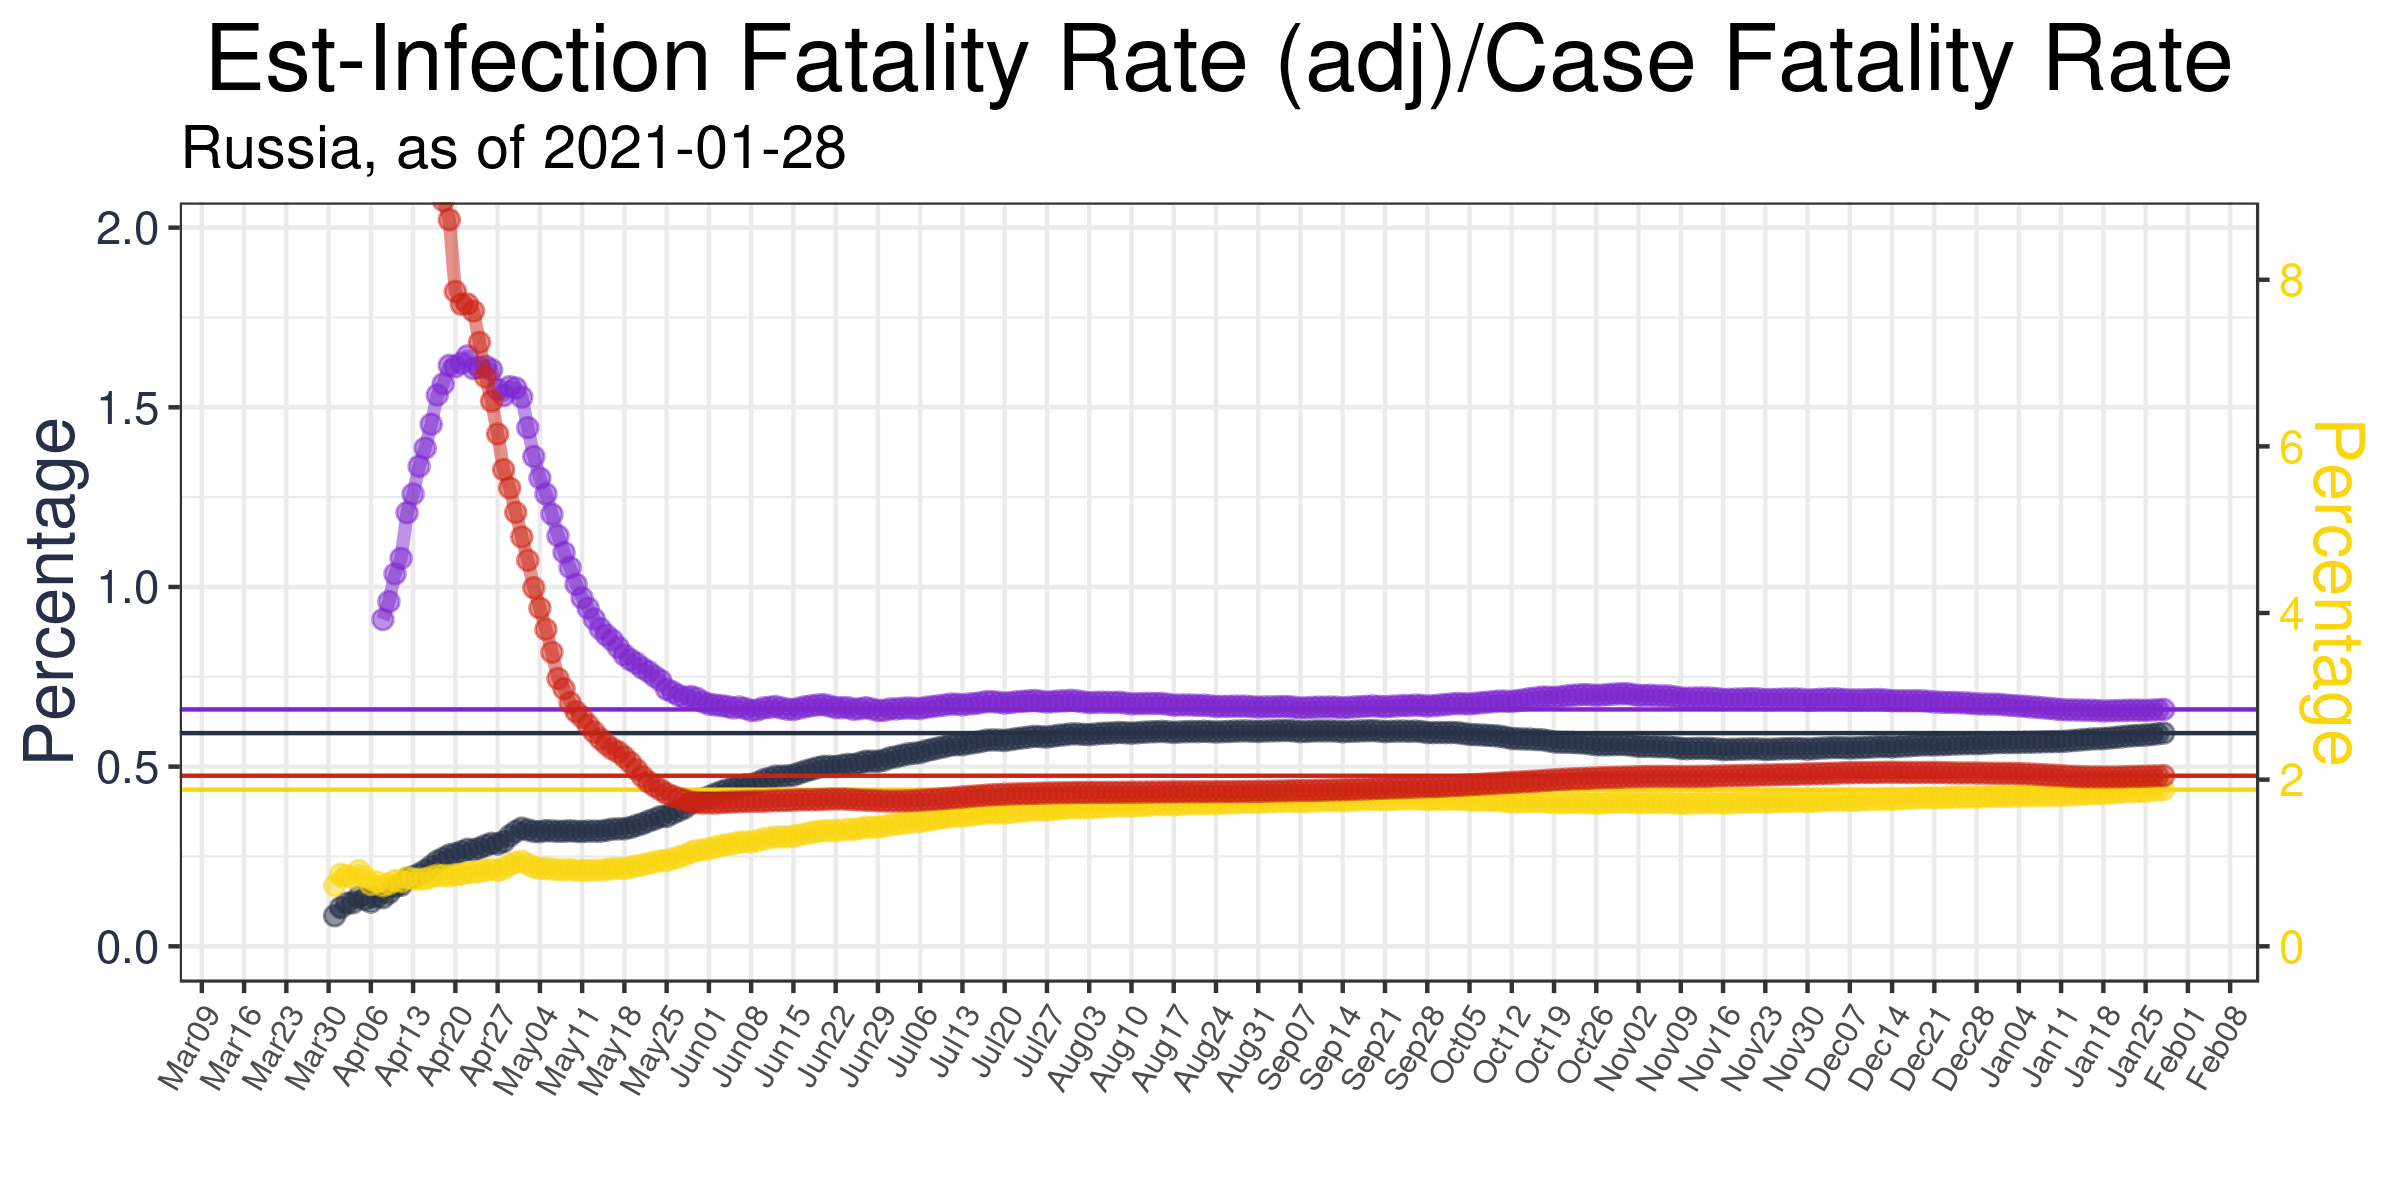 Est-Infection Fatality Rate (adj)/Case Fatality Rate
Russia, as of 2021-01-28
Percentage
2.0
1.5
1.0
0.5
0.0
8
6
4
2
0
Percentage
Mar09
Mar16
Mar23
Mar30
Apr06
Apr13
Apr20
Apr27
May04
May11
May18
May25
Jun01
Jun08
Jun15
Jun22
Jun29
Jul06
Jul13
Jul20
Jul27
Aug03
Aug10
Aug17
Aug24
Aug31
Sep07
Sep14
Sep21
Sep28
Oct05
Oct12
Oct19
Oct26
Nov02
Nov09
Nov16
Nov23
Nov30
Dec07
Dec14
Dec21
Dec28
Jan04
Jan11
Jan18
Jan25
Feb01
Feb08